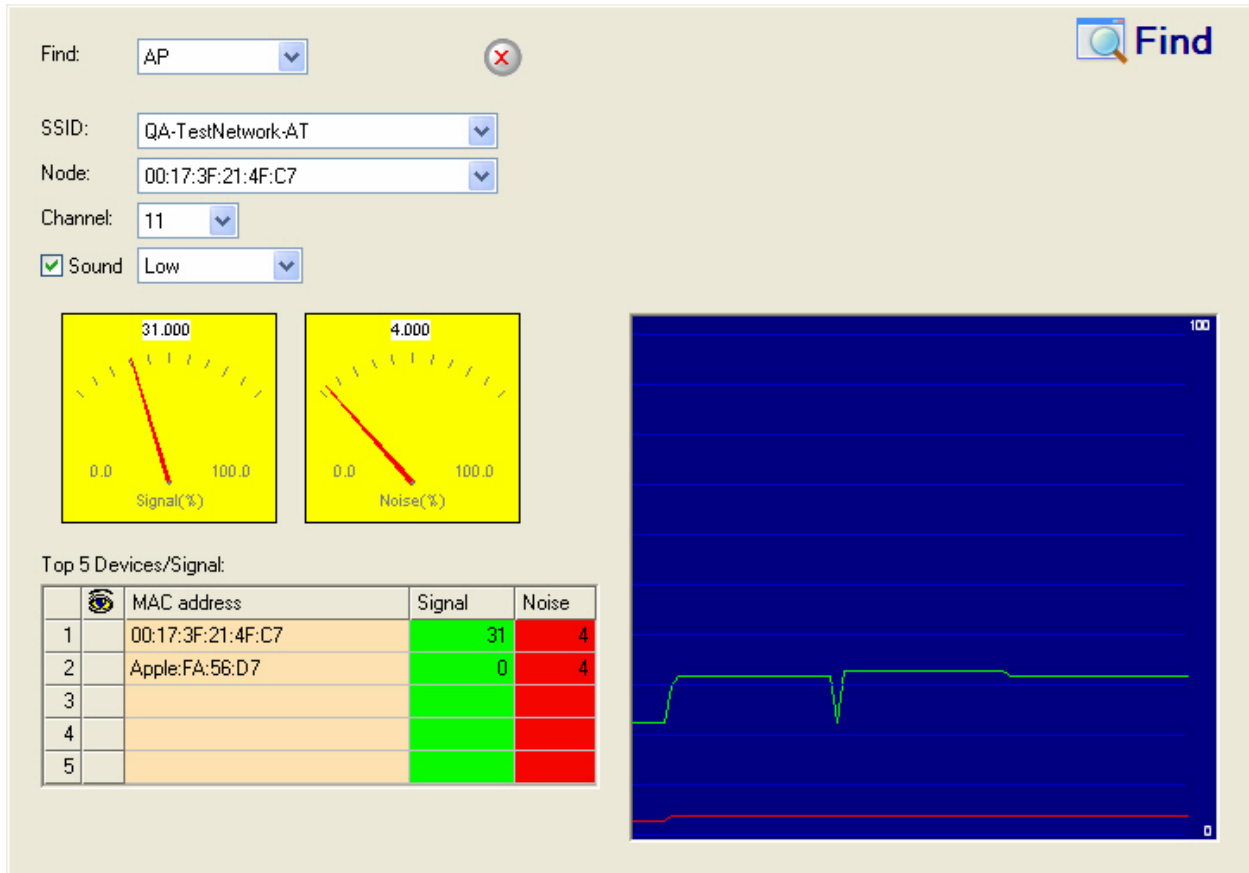 Find
Find: AP
SSID: QA-TestNetwork-AT
Node: 00:17:3F:21:4F:C7
Channel: 11
Sound Low
31.000 4.000
0.0 100.0 0.0 100.0
Signal(%) Noise(%)
100
0
Top 5 Devices/Signal:
MAC address Signal Noise
1 00:17:3F:21:4F:C7 31 4
2 Apple:FA:56:D7 0 4
3
4
5